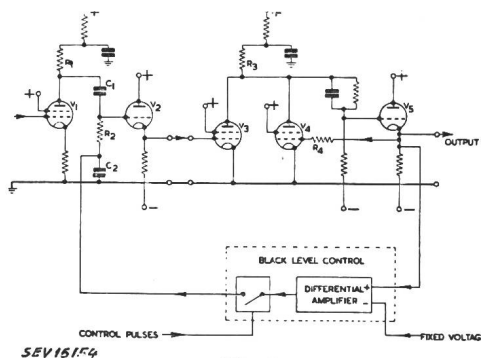 +
+
R1
C1
+
V1
+
V2
R2
C2
−
R3
+
V3
V4
R4
+
V5
OUTPUT
−
−
BLACK LEVEL CONTROL
DIFFERENTIAL
AMPLIFIER
+
−
CONTROL PULSES
FIXED VOLTAG